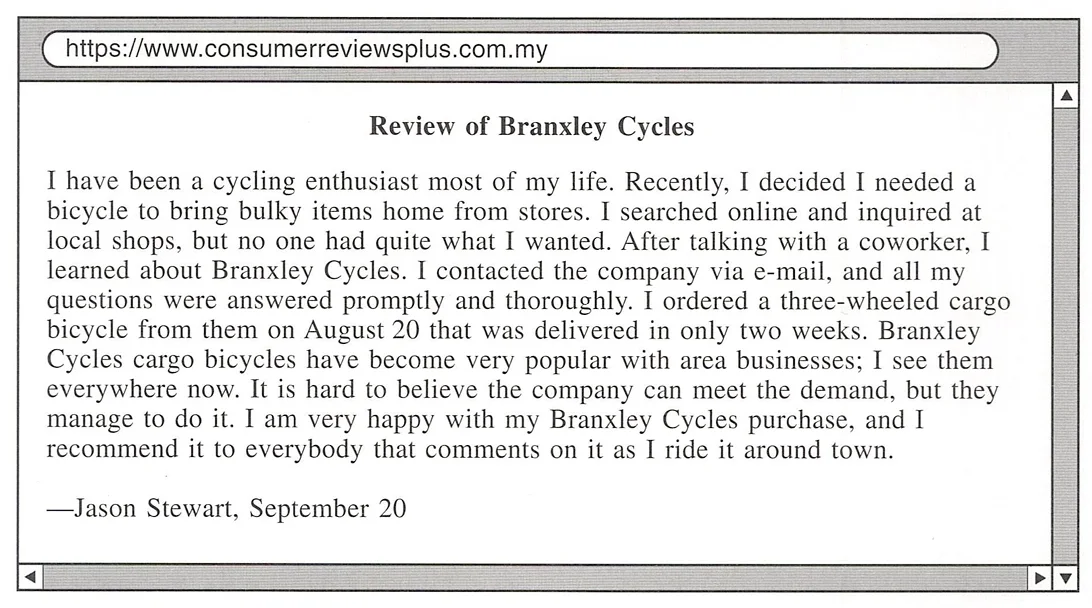 https://www.consumerreviewsplus.com.my
Review of Branxley Cycles
I have been a cycling enthusiast most of my life. Recently, I decided I needed a
bicycle to bring bulky items home from stores. I searched online and inquired at
local shops, but no one had quite what I wanted. After talking with a coworker, I
learned about Branxley Cycles. I contacted the company via e-mail, and all my
questions were answered promptly and thoroughly. I ordered a three-wheeled cargo
bicycle from them on August 20 that was delivered in only two weeks. Branxley
Cycles cargo bicycles have become very popular with area businesses; I see them
everywhere now. It is hard to believe the company can meet the demand, but they
manage to do it. I am very happy with my Branxley Cycles purchase, and I
recommend it to everybody that comments on it as I ride it around town.
—Jason Stewart, September 20